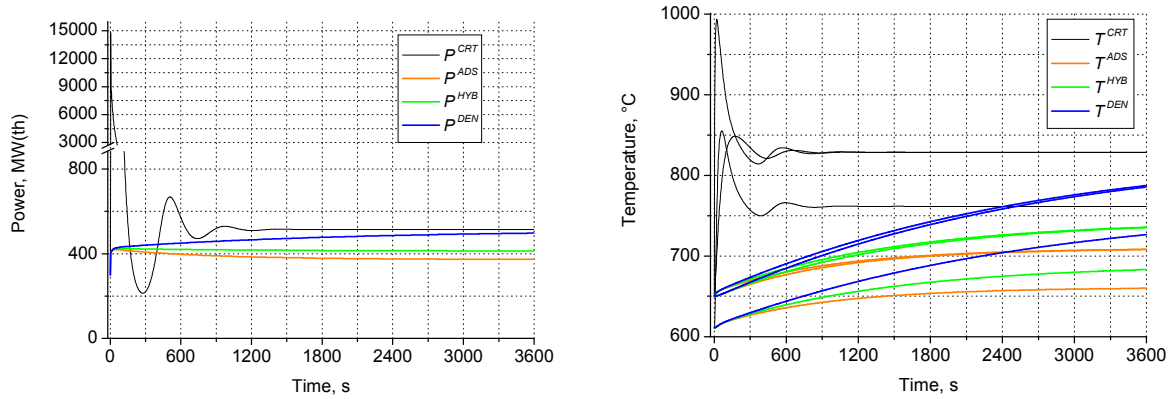 15000
12000
9000
6000
3000
800
400
0
Power, MW(th)
P^CRT
P^ADS
P^HYB
P^DEN
0 600 1200 1800 2400 3000 3600
Time, s
1000
900
800
700
600
Temperature, °C
T^CRT
T^ADS
T^HYB
T^DEN
0 600 1200 1800 2400 3000 3600
Time, s